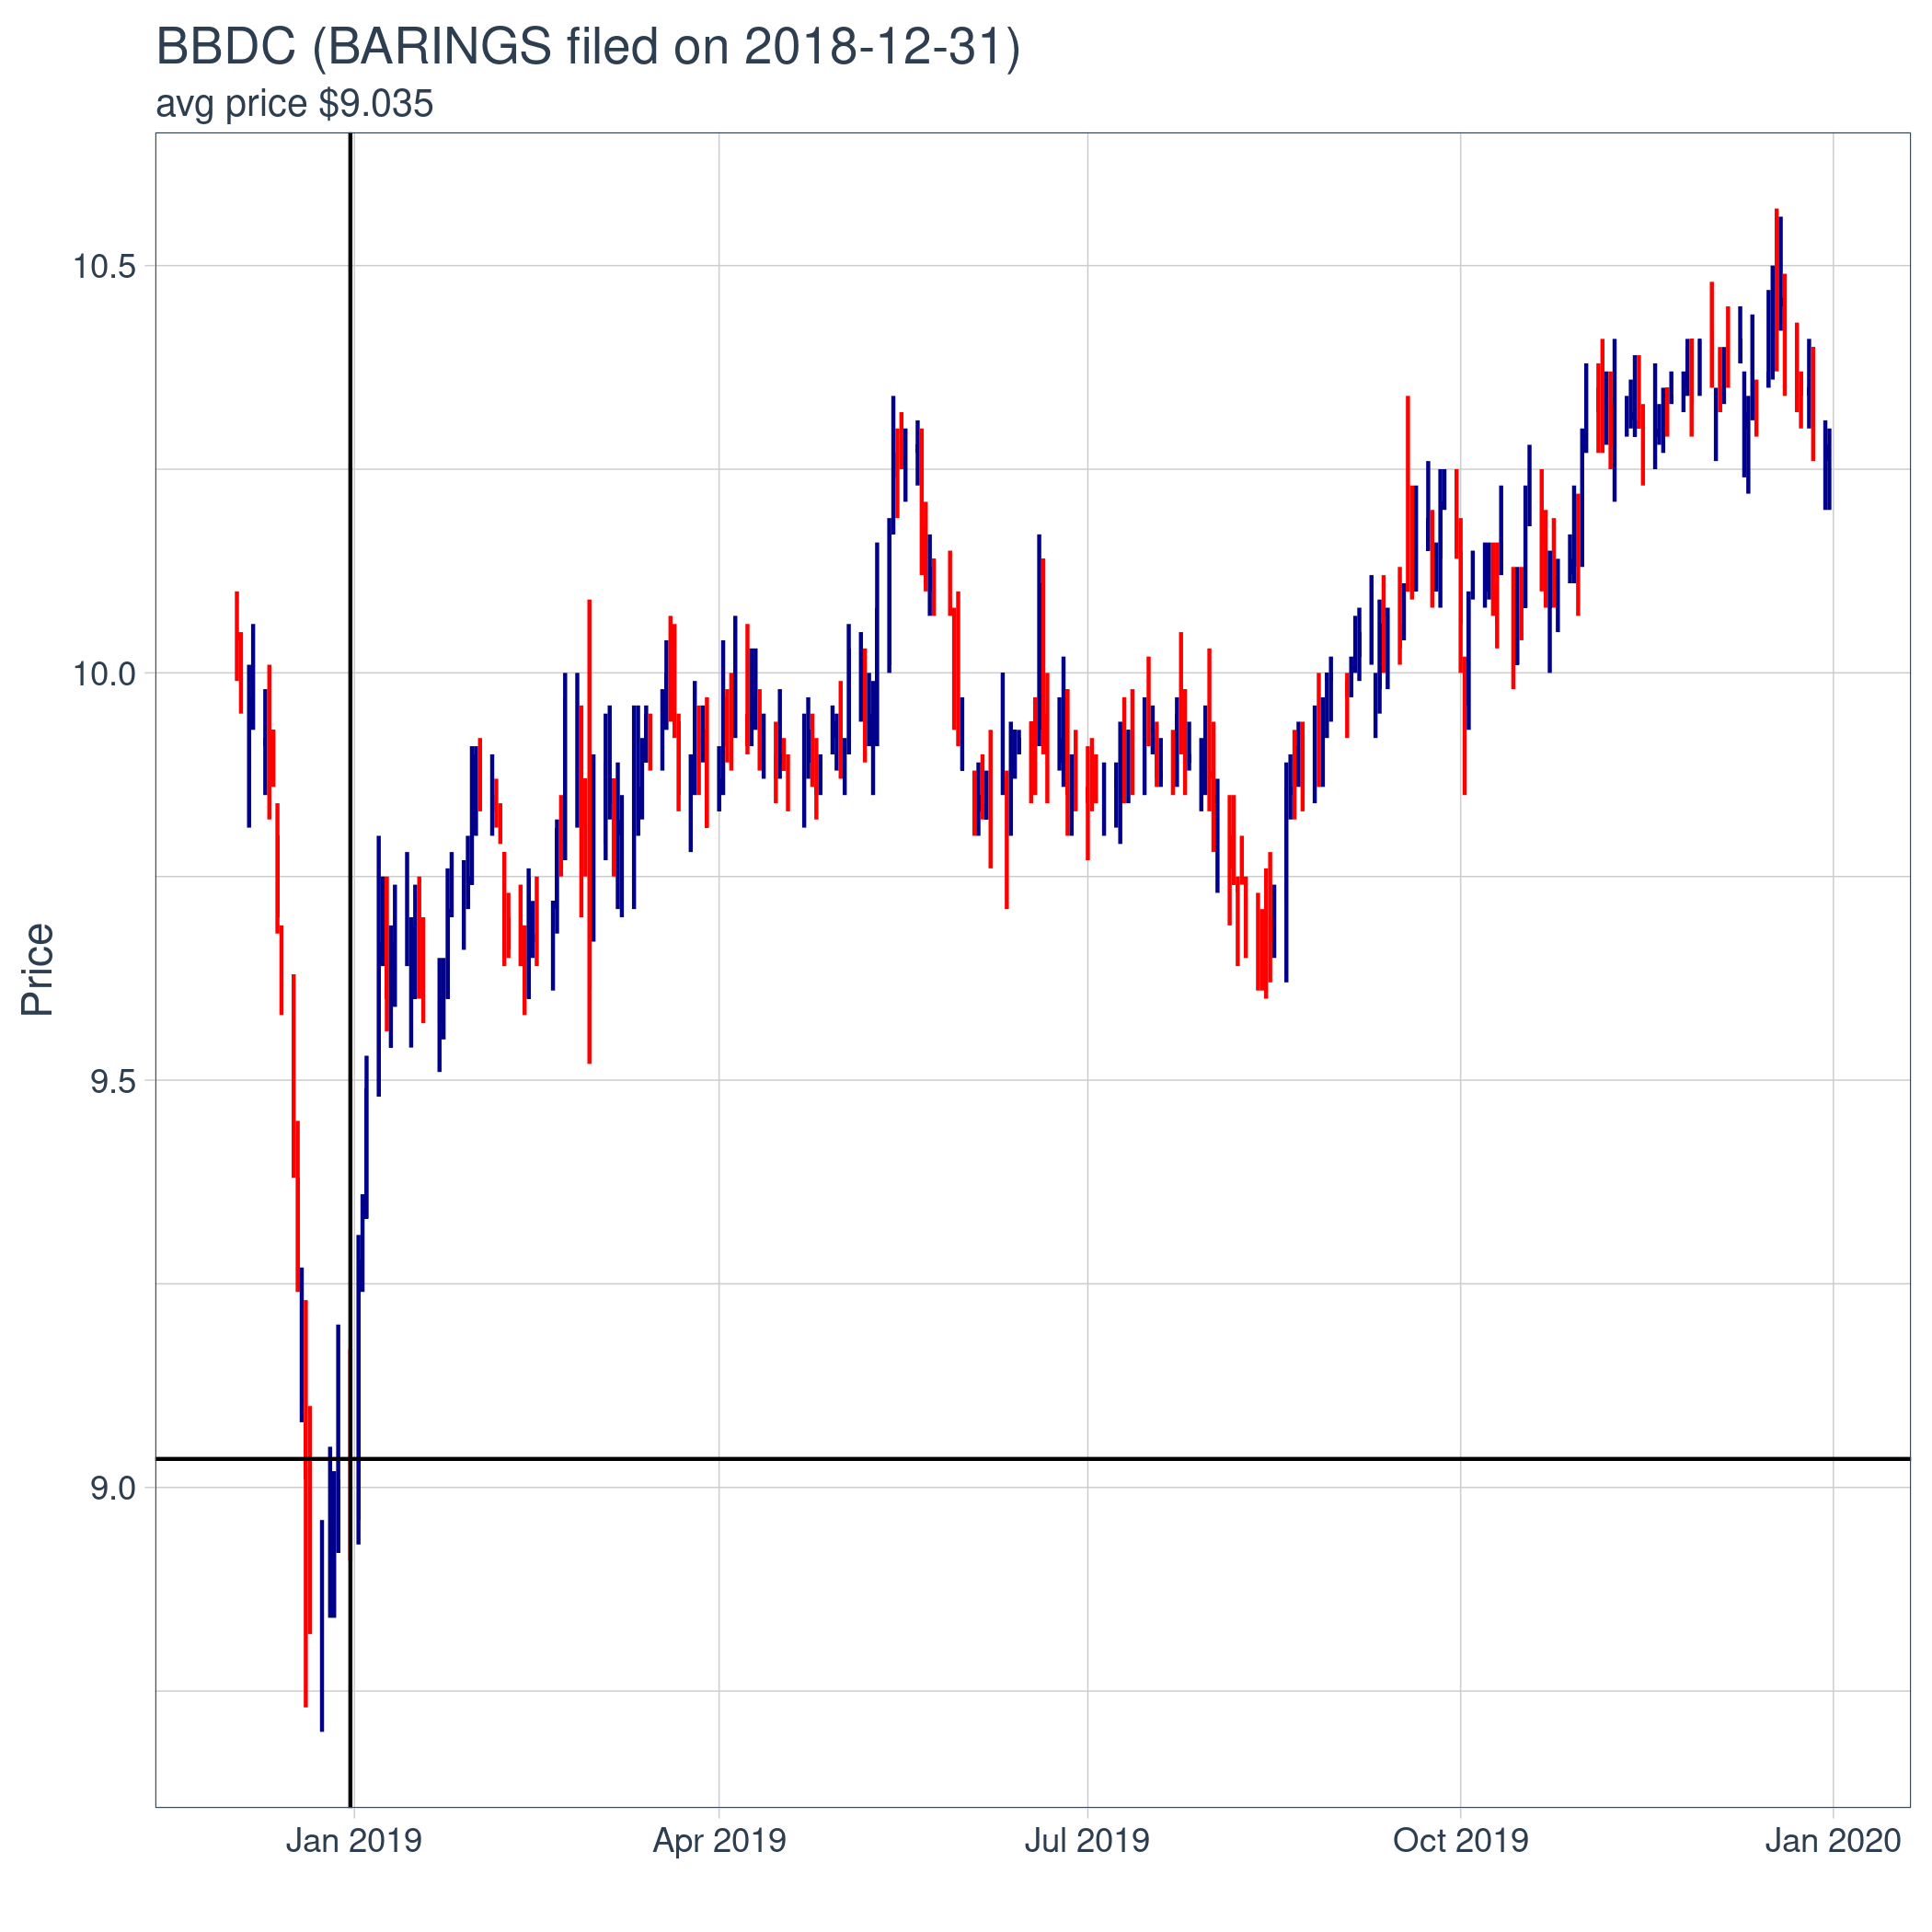 BBDC (BARINGS filed on 2018-12-31)
avg price $9.035
10.5
10.0
9.5
9.0
Price
Jan 2019
Apr 2019
Jul 2019
Oct 2019
Jan 2020